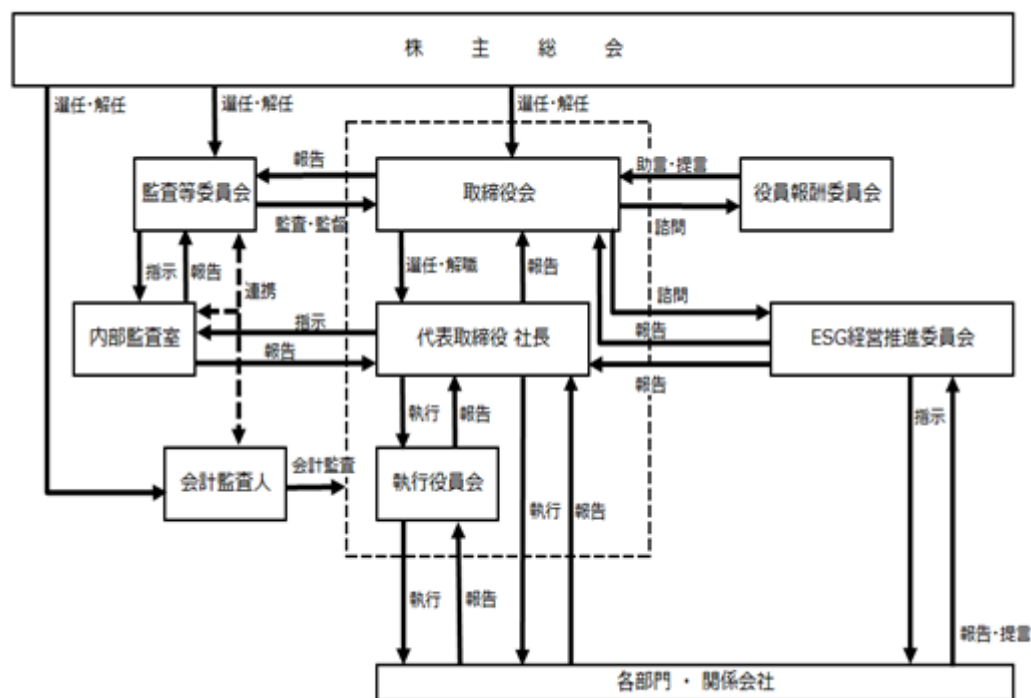 株 主 総 会
選任・解任
選任・解任
選任・解任
報告
助言・提言
監査等委員会
取締役会
役員報酬委員会
監査・監督
諮問
指示
報告
連携
選任・解職
報告
諮問
内部監査室
指示
代表取締役 社長
報告
ESG経営推進委員会
報告
報告
執行
報告
指示
会計監査人
会計監査
執行役員会
執行
報告
執行
報告
報告・提言
各部門 ・ 関係会社